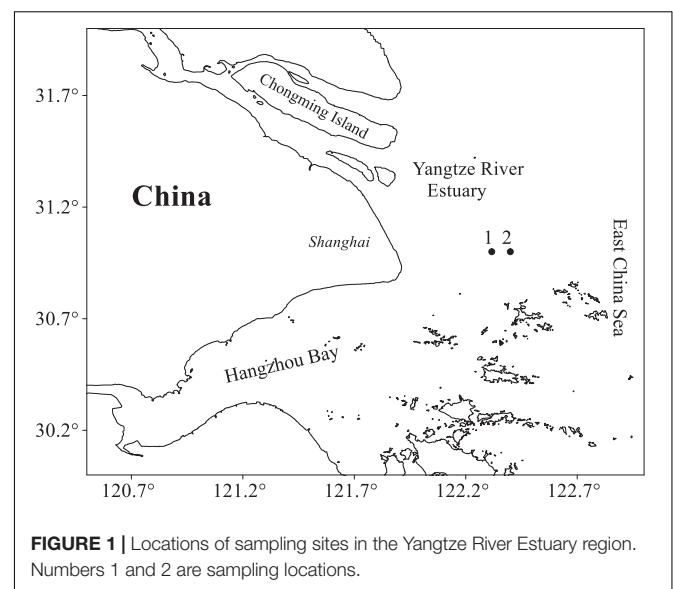 31.7°
31.2°
30.7°
30.2°
Chongming Island
Yangtze River
Estuary
China
Shanghai
1 2
East China Sea
Hangzhou Bay
120.7° 121.2° 121.7° 122.2° 122.7°
FIGURE 1 | Locations of sampling sites in the Yangtze River Estuary region.
Numbers 1 and 2 are sampling locations.